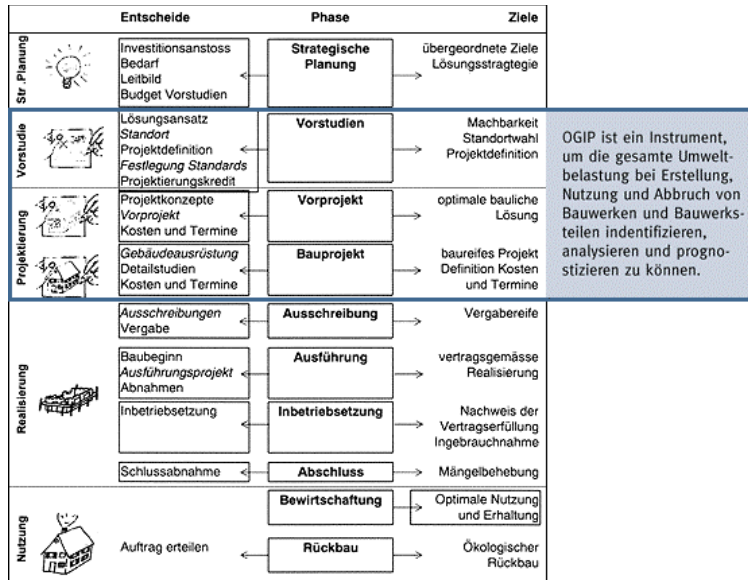 Entscheide Phase Ziele
Str .Planung
Investitionsanstoss
Bedarf
Leitbild
Budget Vorstudien
Strategische
Planung
übergeordnete Ziele
Lösungsstragtegie
Vorstudie
Lösungsansatz
Standort
Projektdefinition
Festlegung Standards
Projektierungskredit
Vorstudien
Machbarkeit
Standortwahl
Projektdefinition
Projektierung
Projektkonzepte
Vorprojekt
Kosten und Termine
Vorprojekt
optimale bauliche
Lösung
Gebäudeausrüstung
Detailstudien
Kosten und Termine
Bauprojekt
baureifes Projekt
Definition Kosten
und Termine
OGIP ist ein Instrument,
um die gesamte Umwelt-
belastung bei Erstellung,
Nutzung und Abbruch von
Bauwerken und Bauwerks-
teilen indentifizieren,
analysieren und progno-
stizieren zu können.
Realisierung
Ausschreibungen
Vergabe
Ausschreibung
Vergabereife
Baubeginn
Ausführungsprojekt
Abnahmen
Ausführung
vertragsgemässe
Realisierung
Inbetriebsetzung
Inbetriebsetzung
Nachweis der
Vertragserfüllung
Ingebrauchnahme
Schlussabnahme
Abschluss
Mängelbehebung
Nutzung
Bewirtschaftung
Optimale Nutzung
und Erhaltung
Auftrag erteilen
Rückbau
Ökologischer
Rückbau